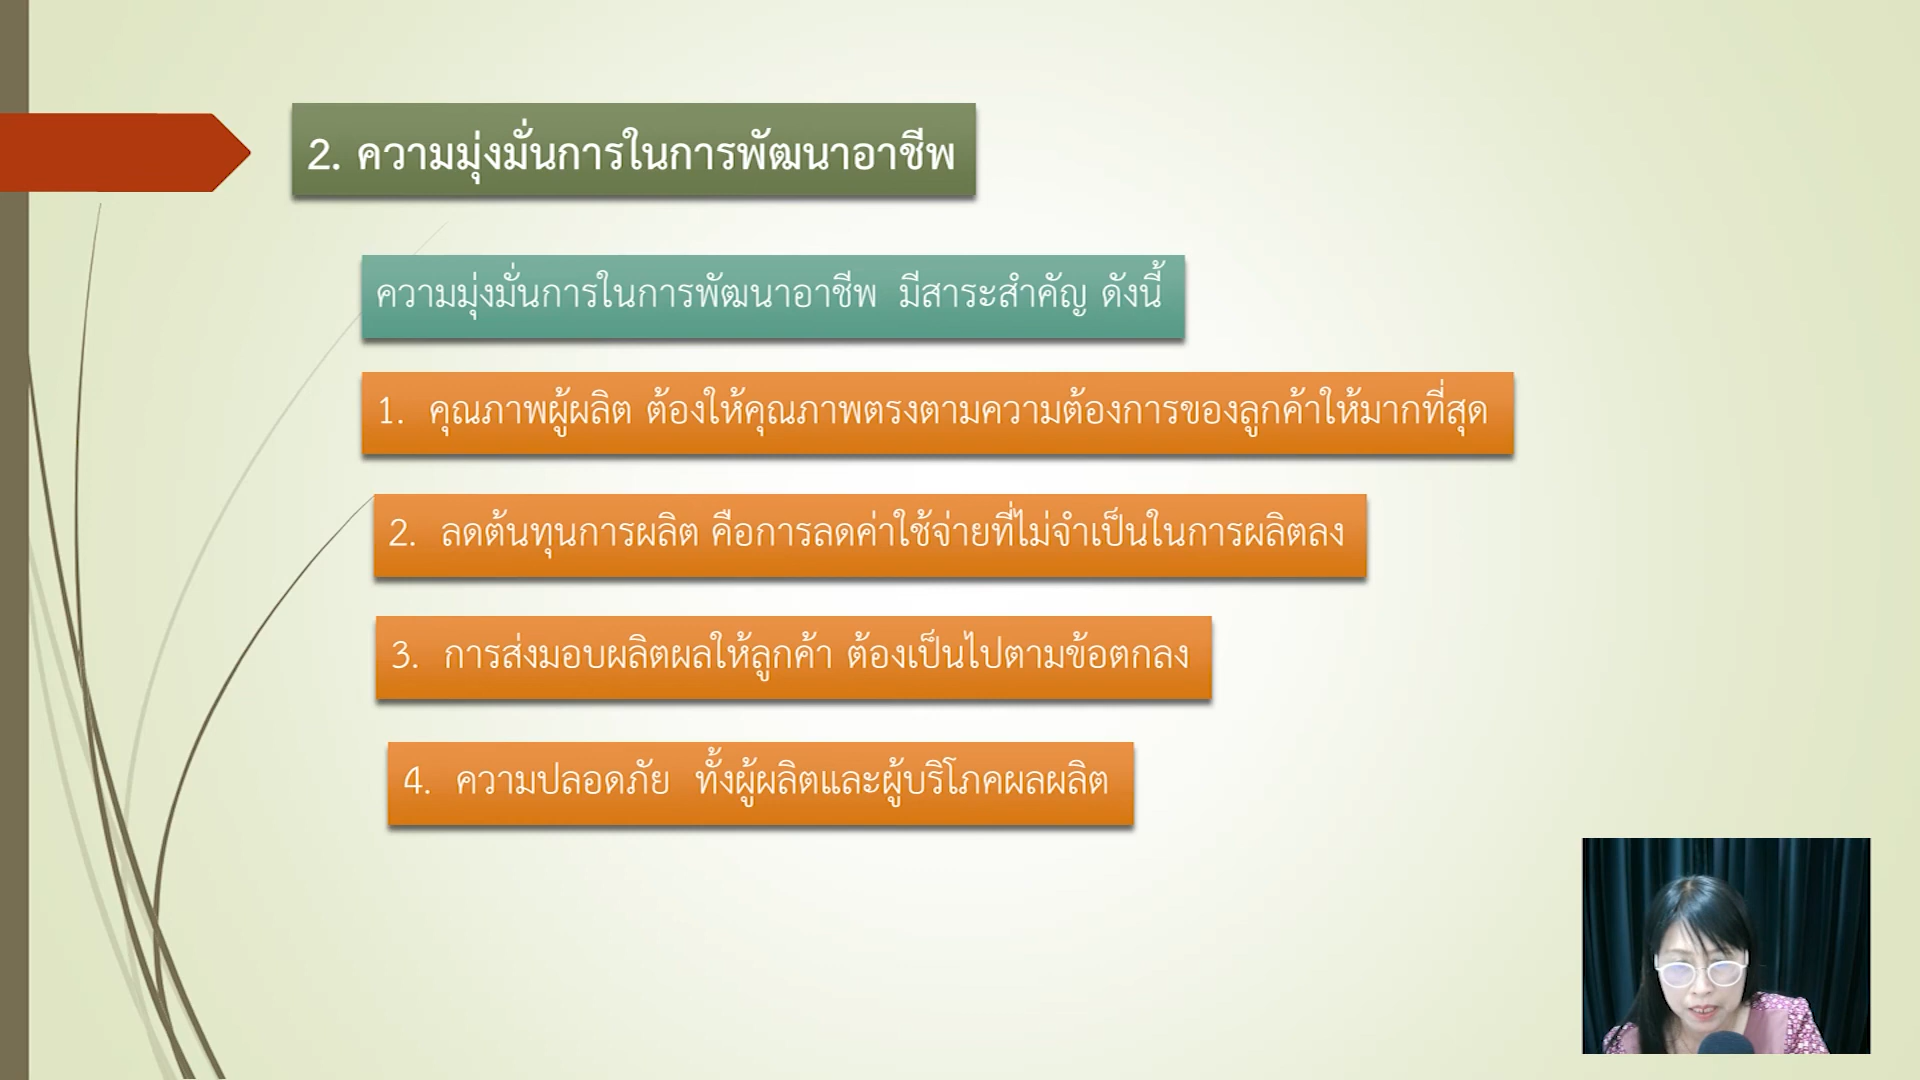 2. ความมุ่งมั่นการในการพัฒนาอาชีพ
ความมุ่งมั่นการในการพัฒนาอาชีพ มีสาระสำคัญ ดังนี้
1. คุณภาพผู้ผลิต ต้องให้คุณภาพตรงตามความต้องการของลูกค้าให้มากที่สุด
2. ลดต้นทุนการผลิต คือการลดค่าใช้จ่ายที่ไม่จำเป็นในการผลิตลง
3. การส่งมอบผลิตผลให้ลูกค้า ต้องเป็นไปตามข้อตกลง
4. ความปลอดภัย ทั้งผู้ผลิตและผู้บริโภคผลผลิต